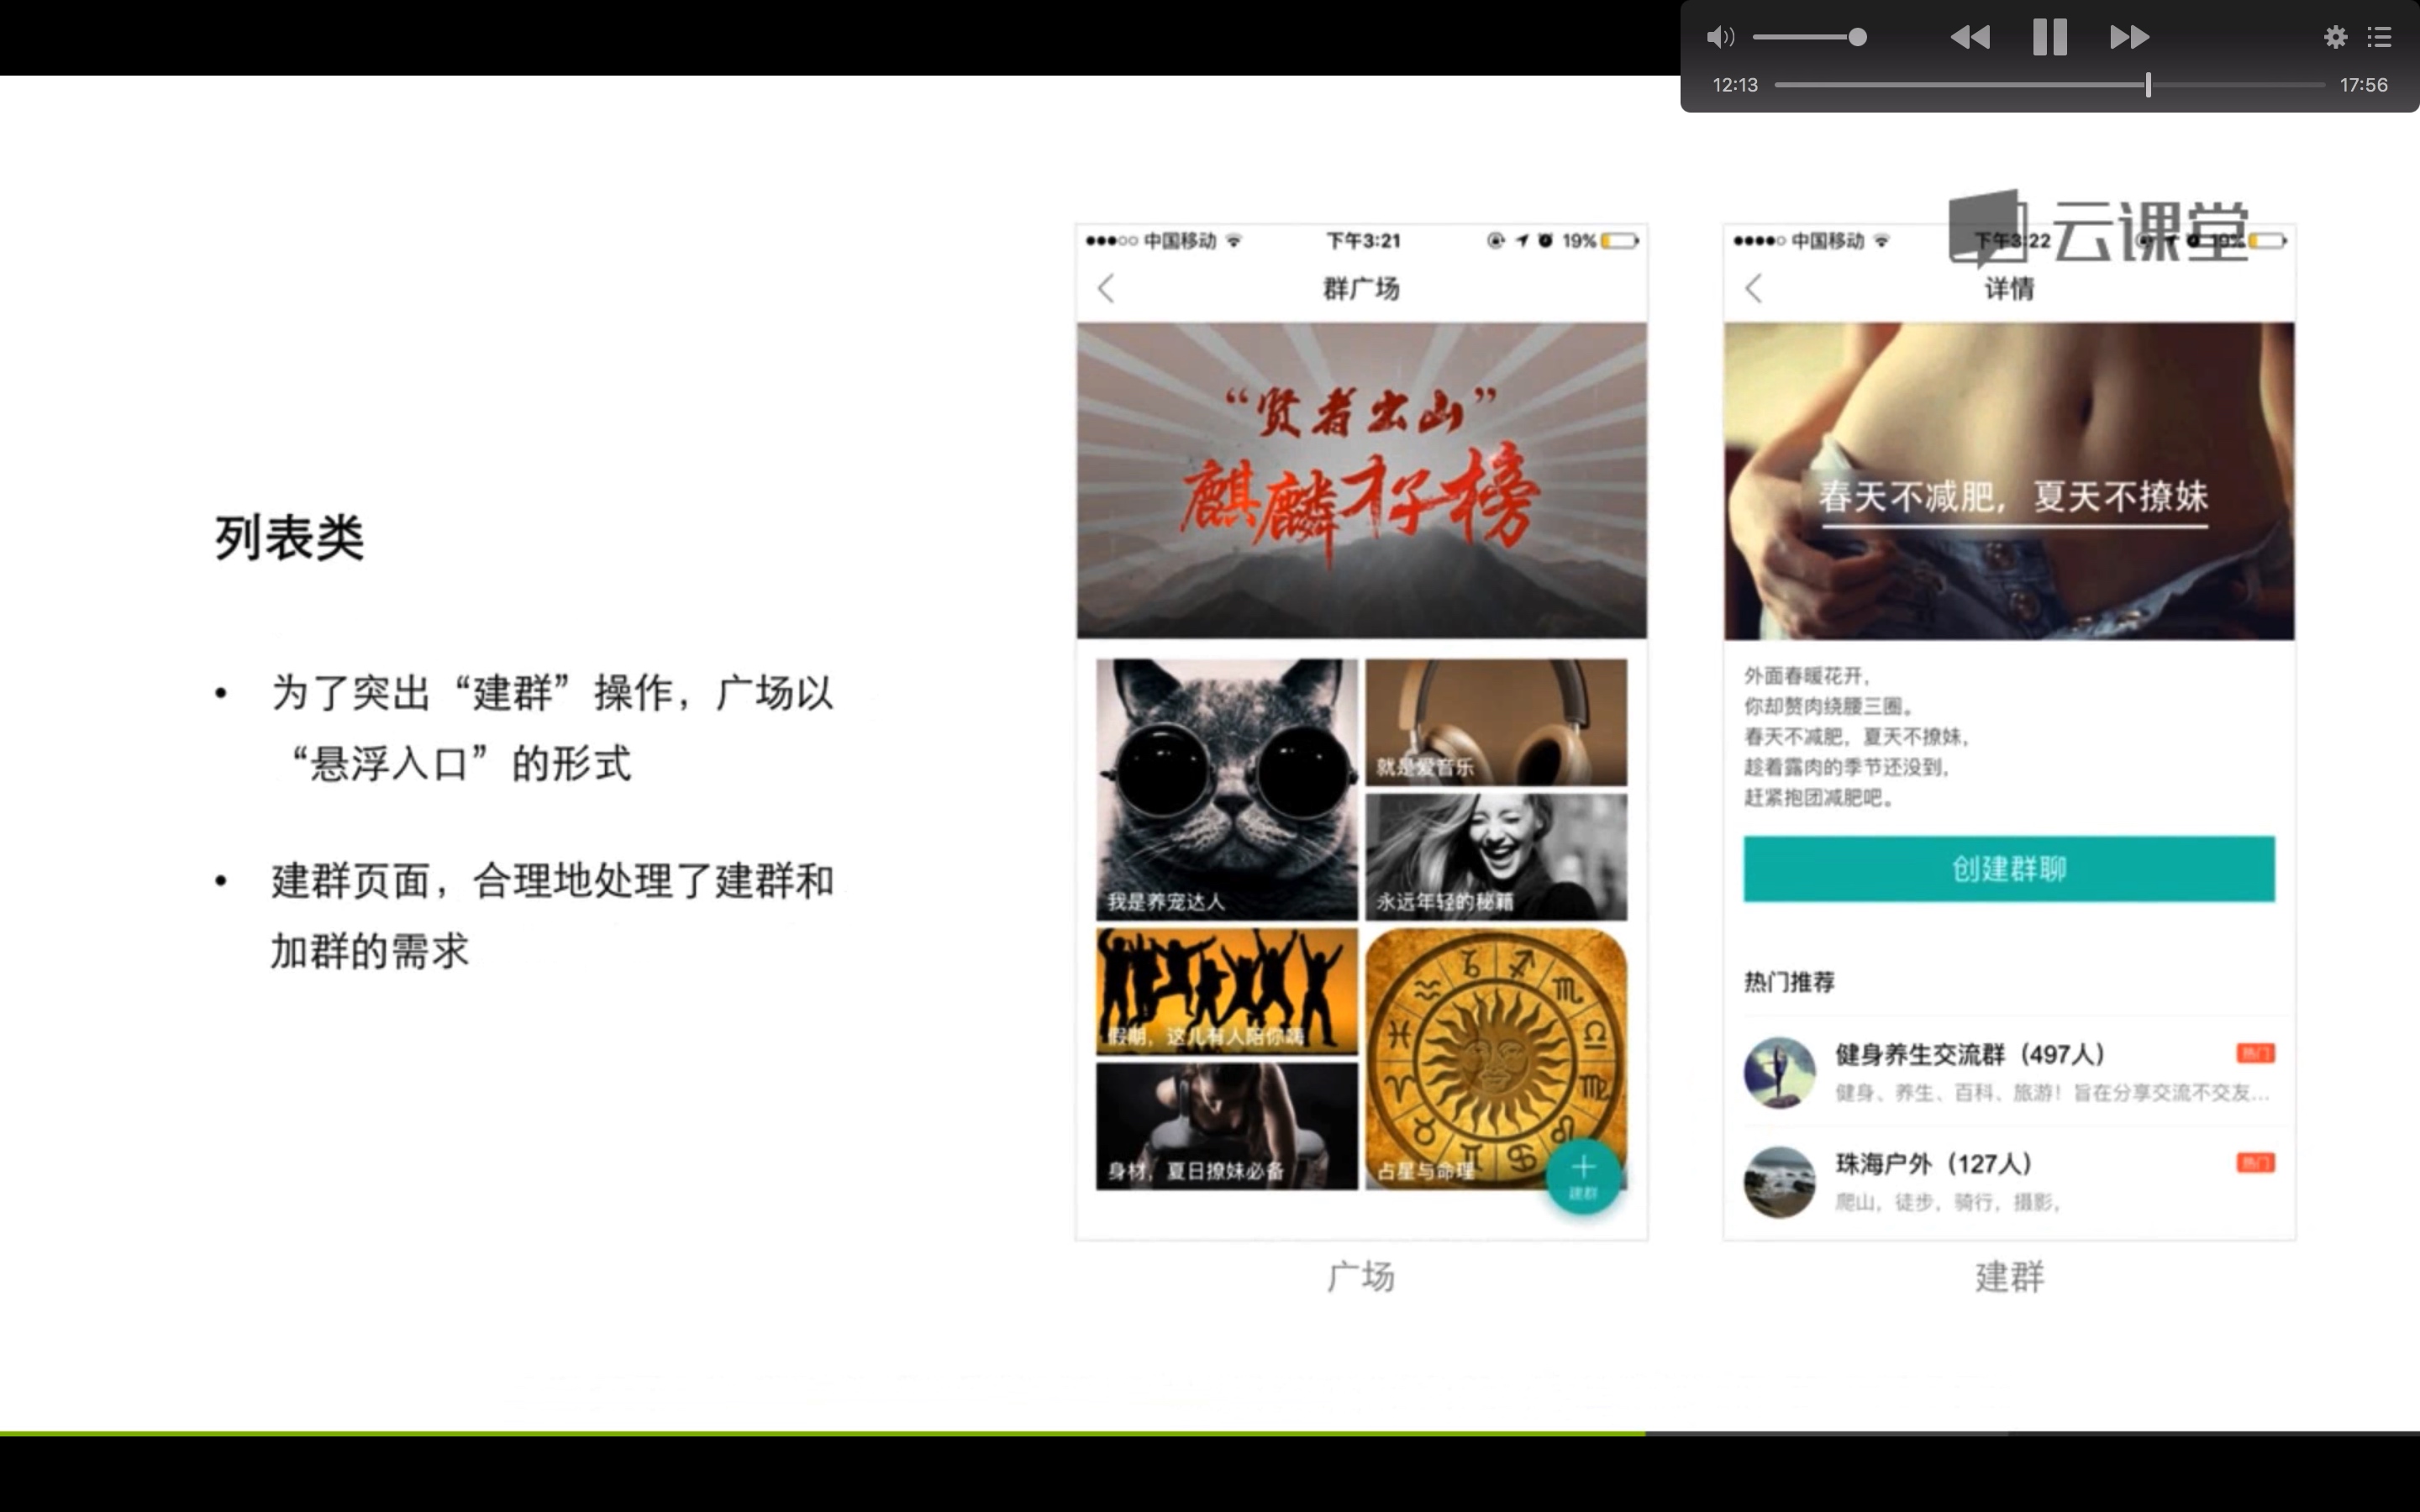 12:13
17:56
云课堂
列表类
• 为了突出“建群”操作，广场以
“悬浮入口”的形式
• 建群页面，合理地处理了建群和
加群的需求
中国移动 下午3:21 19%
群广场
“贤者出山”
麒麟才子榜
我是养宠达人
就是爱音乐
永远年轻的秘籍
假期，这儿有人陪你嗨
身材，夏日撩妹必备
占星与命理
建群
广场
中国移动 下午3:22 19%
详情
春天不减肥，夏天不撩妹
外面春暖花开，
你却赘肉绕腰三圈。
春天不减肥，夏天不撩妹，
趁着露肉的季节还没到，
赶紧抱团减肥吧。
创建群聊
热门推荐
健身养生交流群（497人） 热门
健身、养生、百科、旅游！旨在分享交流不交友...
珠海户外（127人） 热门
爬山，徒步，骑行，摄影，
建群